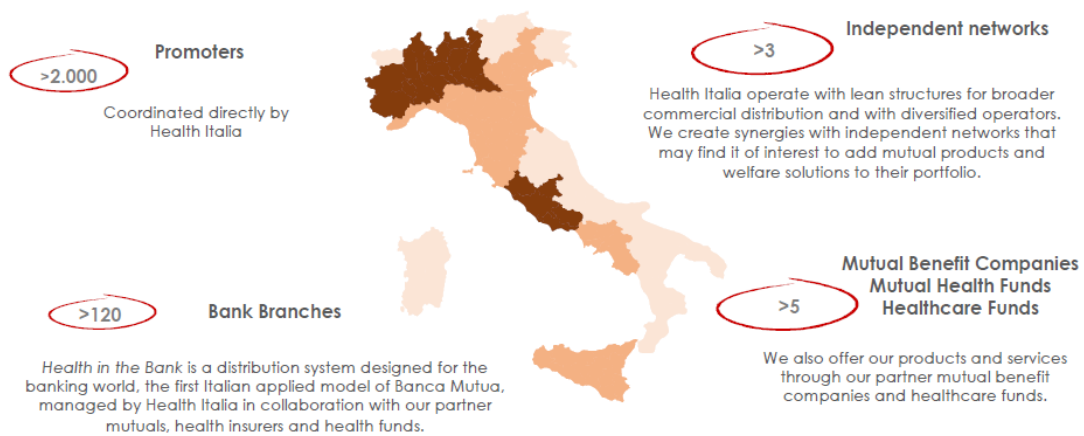 Promoters
>2.000
Coordinated directly by
Health Italia
Independent networks
>3
Health Italia operate with lean structures for broader
commercial distribution and with diversified operators.
We create synergies with independent networks that
may find it of interest to add mutual products and
welfare solutions to their portfolio.
>120
Bank Branches
Health in the Bank is a distribution system designed for the
banking world, the first Italian applied model of Banca Mutua,
managed by Health Italia in collaboration with our partner
mutuals, health insurers and health funds.
Mutual Benefit Companies
Mutual Health Funds
Healthcare Funds
>5
We also offer our products and services
through our partner mutual benefit
companies and healthcare funds.